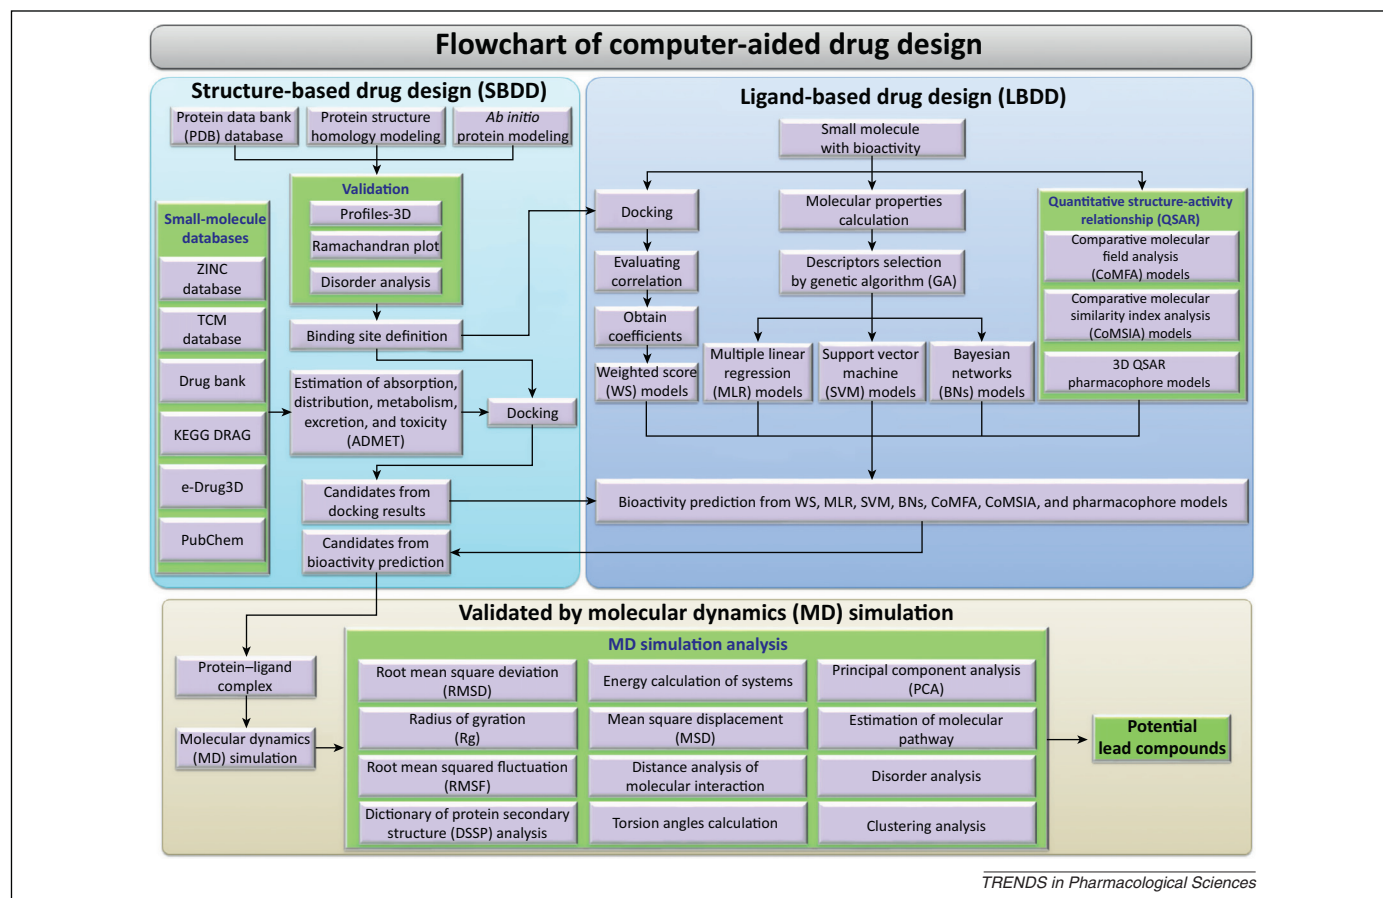 Flowchart of computer-aided drug design
Structure-based drug design (SBDD)
Protein data bank
(PDB) database
Protein structure
homology modeling
Ab initio
protein modeling
Validation
Profiles-3D
Ramachandran plot
Disorder analysis
Small-molecule
databases
ZINC
database
TCM
database
Drug bank
KEGG DRAG
e-Drug3D
PubChem
Binding site definition
Estimation of absorption,
distribution, metabolism,
excretion, and toxicity
(ADMET)
Docking
Candidates from
docking results
Candidates from
bioactivity prediction
Ligand-based drug design (LBDD)
Small molecule
with bioactivity
Docking
Evaluating
correlation
Obtain
coefficients
Weighted score
(WS) models
Molecular properties
calculation
Descriptors selection
by genetic algorithm (GA)
Multiple linear
regression
(MLR) models
Support vector
machine
(SVM) models
Bayesian
networks
(BNs) models
Quantitative structure-activity
relationship (QSAR)
Comparative molecular
field analysis
(CoMFA) models
Comparative molecular
similarity index analysis
(CoMSIA) models
3D QSAR
pharmacophore models
Bioactivity prediction from WS, MLR, SVM, BNs, CoMFA, CoMSIA, and pharmacophore models
Validated by molecular dynamics (MD) simulation
Protein–ligand
complex
Molecular dynamics
(MD) simulation
MD simulation analysis
Root mean square deviation
(RMSD)
Radius of gyration
(Rg)
Root mean squared fluctuation
(RMSF)
Dictionary of protein secondary
structure (DSSP) analysis
Energy calculation of systems
Mean square displacement
(MSD)
Distance analysis of
molecular interaction
Torsion angles calculation
Principal component analysis
(PCA)
Estimation of molecular
pathway
Disorder analysis
Clustering analysis
Potential
lead compounds
TRENDS in Pharmacological Sciences